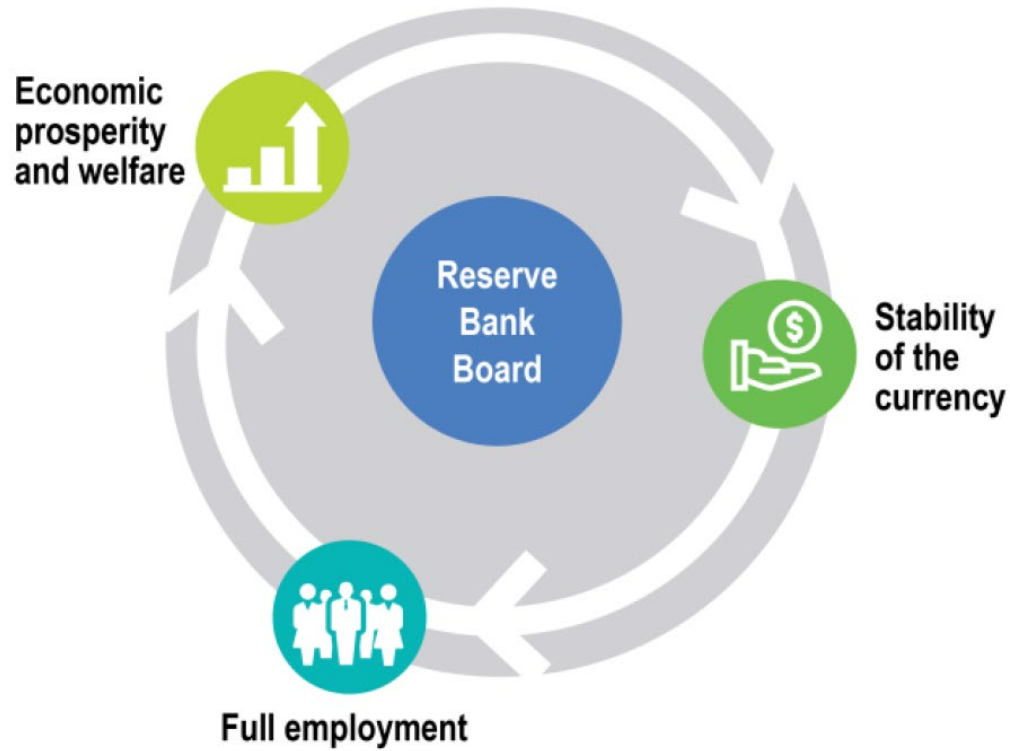 Economic
prosperity
and welfare
Reserve
Bank
Board
$
Stability
of the
currency
Full employment